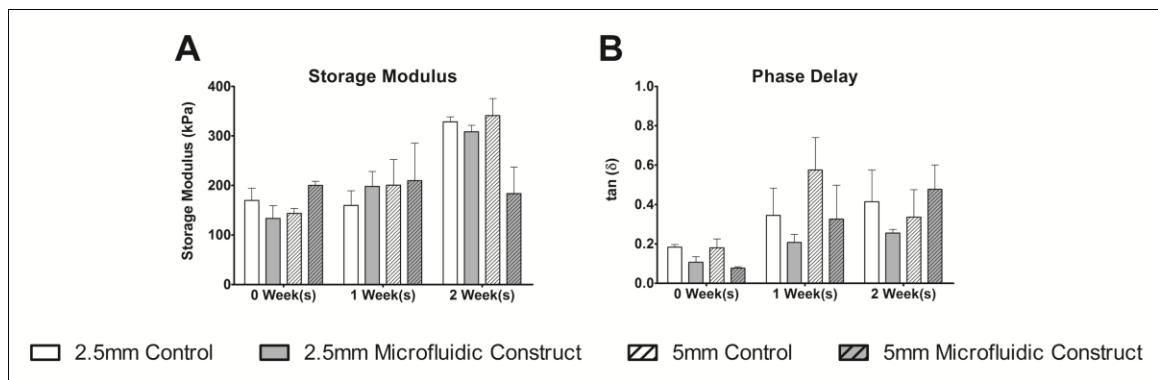 A
Storage Modulus
Storage Modulus (kPa)
400
300
200
100
0
0 Week(s) 1 Week(s) 2 Week(s)
B
Phase Delay
tan (δ)
1.0
0.8
0.6
0.4
0.2
0.0
0 Week(s) 1 Week(s) 2 Week(s)
2.5mm Control 2.5mm Microfluidic Construct 5mm Control 5mm Microfluidic Construct